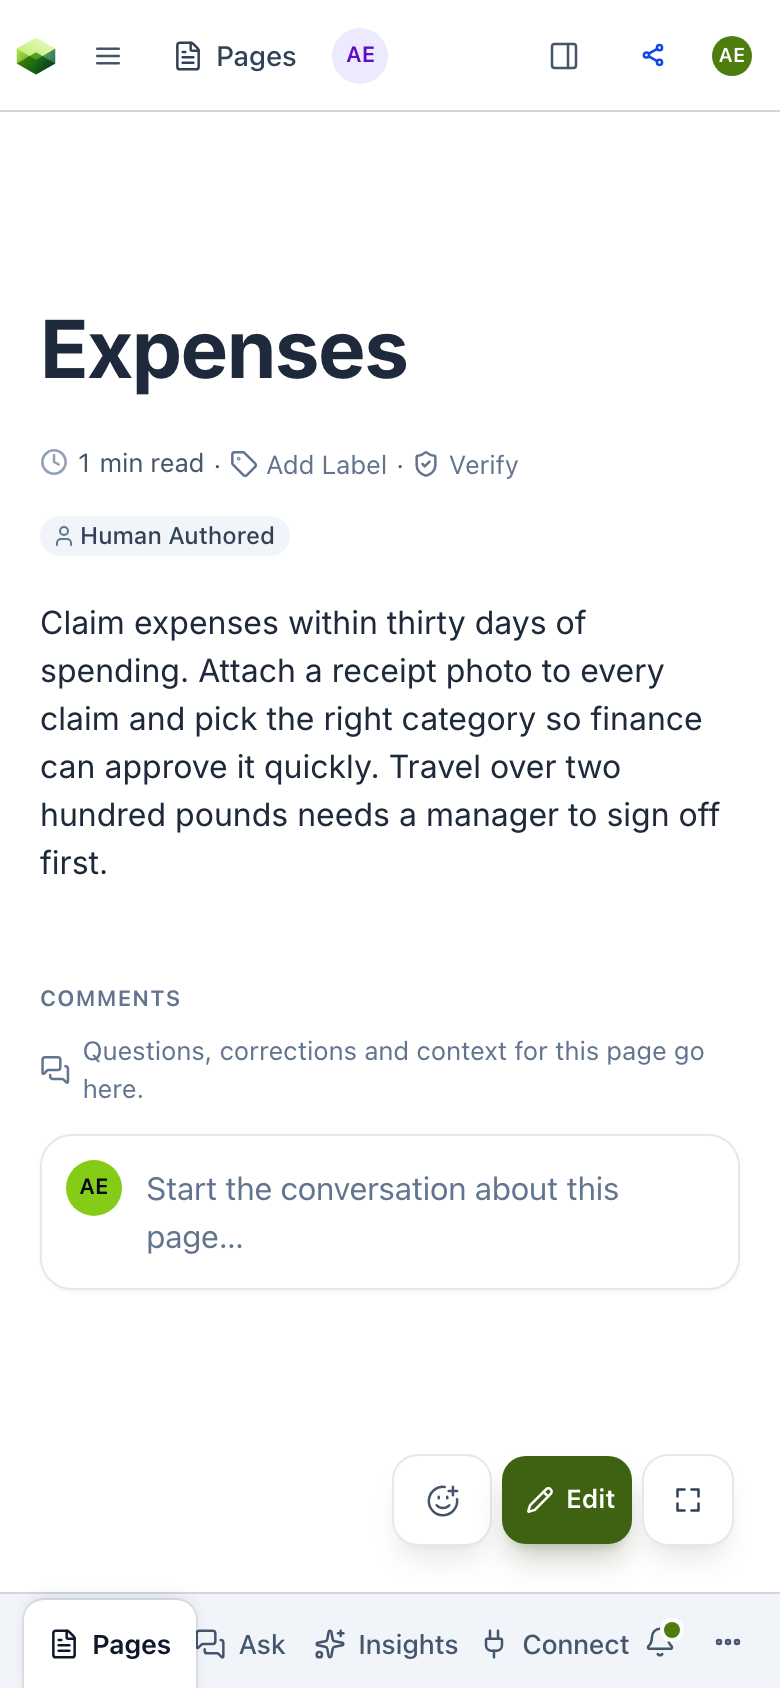 Pages AE AE
Expenses
1 min read · Add Label · Verify
Human Authored
Claim expenses within thirty days of
spending. Attach a receipt photo to every
claim and pick the right category so finance
can approve it quickly. Travel over two
hundred pounds needs a manager to sign off
first.
COMMENTS
Questions, corrections and context for this page go
here.
AE Start the conversation about this
page...
Edit
Pages Ask Insights Connect